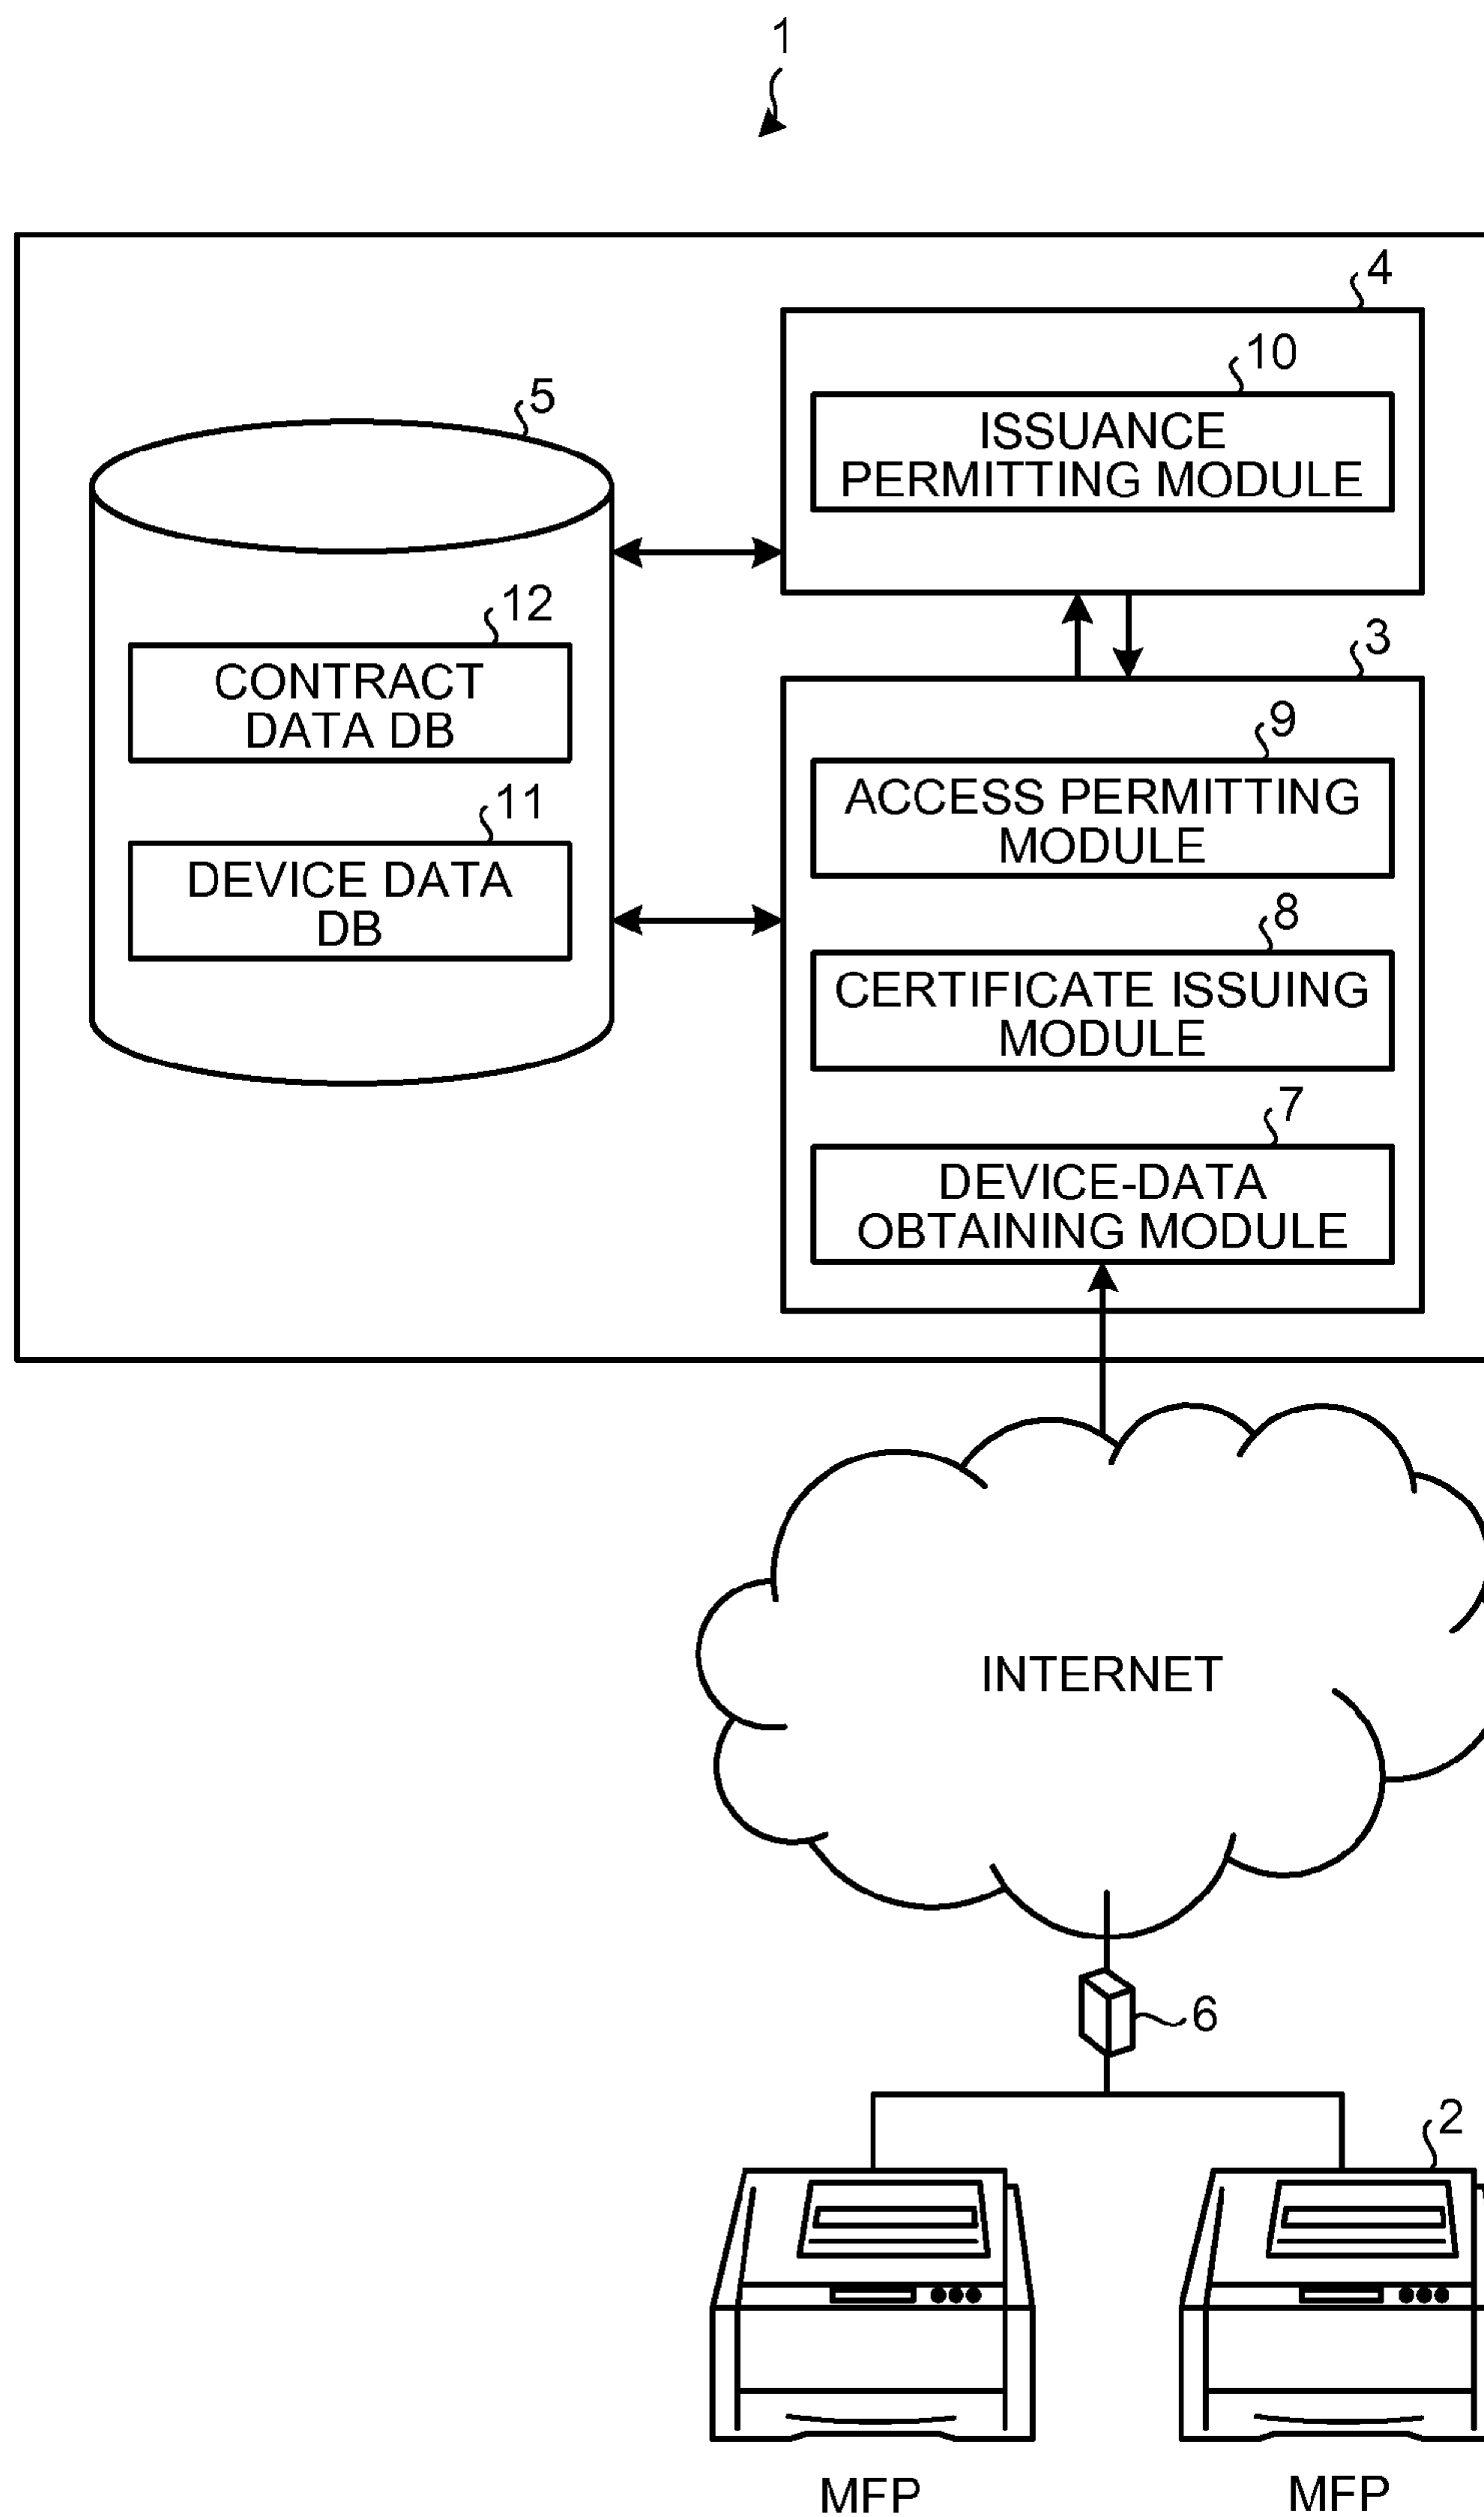 1
4
10
ISSUANCE
PERMITTING MODULE
5
12
CONTRACT
DATA DB
11
DEVICE DATA
DB
3
9
ACCESS PERMITTING
MODULE
8
CERTIFICATE ISSUING
MODULE
7
DEVICE-DATA
OBTAINING MODULE
INTERNET
6
2
MFP
MFP